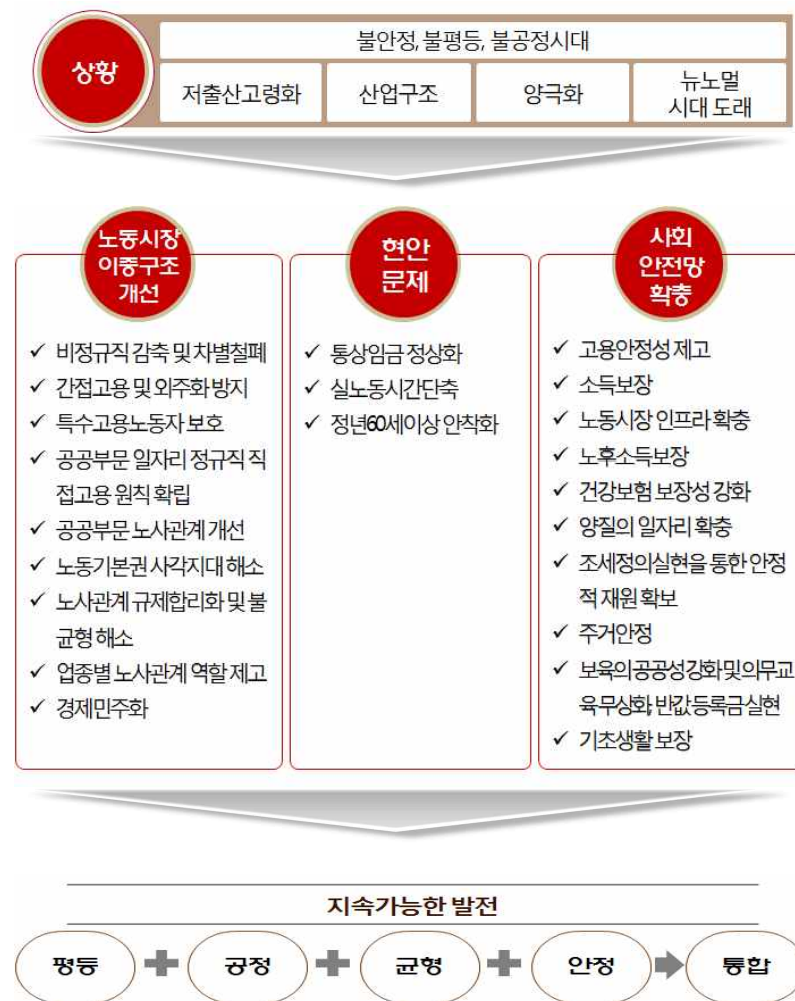 상황
불안정, 불평등, 불공정시대
저출산고령화
산업구조
양극화
뉴노멀
시대 도래
노동시장
이중구조
개선
✓ 비정규직 감축 및 차별철폐
✓ 간접고용 및 외주화 방지
✓ 특수고용노동자 보호
✓ 공공부문 일자리 정규직 직
접고용 원칙 확립
✓ 공공부문 노사관계 개선
✓ 노동기본권 사각지대 해소
✓ 노사관계 규제합리화 및 불
균형 해소
✓ 업종별 노사관계 역할 제고
✓ 경제민주화
현안
문제
✓ 통상임금 정상화
✓ 실노동시간단축
✓ 정년60세이상 안착화
사회
안전망
확충
✓ 고용안정성 제고
✓ 소득보장
✓ 노동시장 인프라 확충
✓ 노후소득보장
✓ 건강보험 보장성 강화
✓ 양질의 일자리 확충
✓ 조세정의실현을 통한 안정
적 재원 확보
✓ 주거안정
✓ 보육의 공공성 강화 및 의무교
육 무상화, 반값 등록금 실현
✓ 기초생활 보장
지속가능한 발전
평등 + 공정 + 균형 + 안정 → 통합